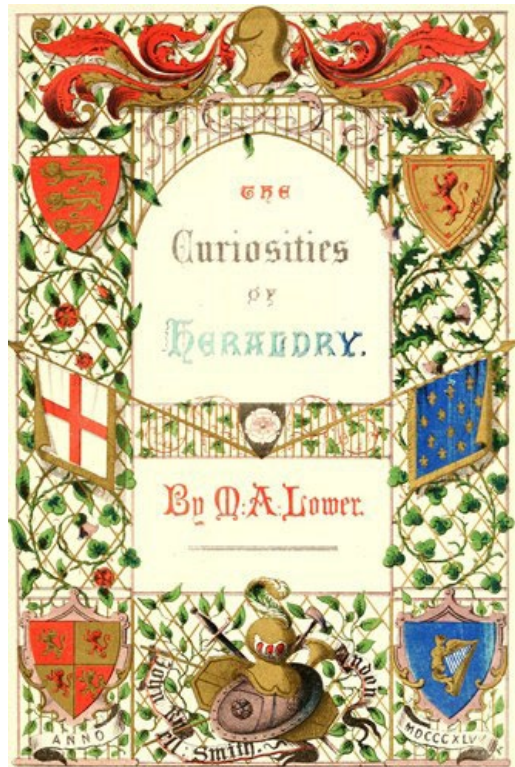 THE
Curiosities
OF
HERALDRY.
By M:A:Lower.
John Smith. London
ANNO
MDCCCXLV